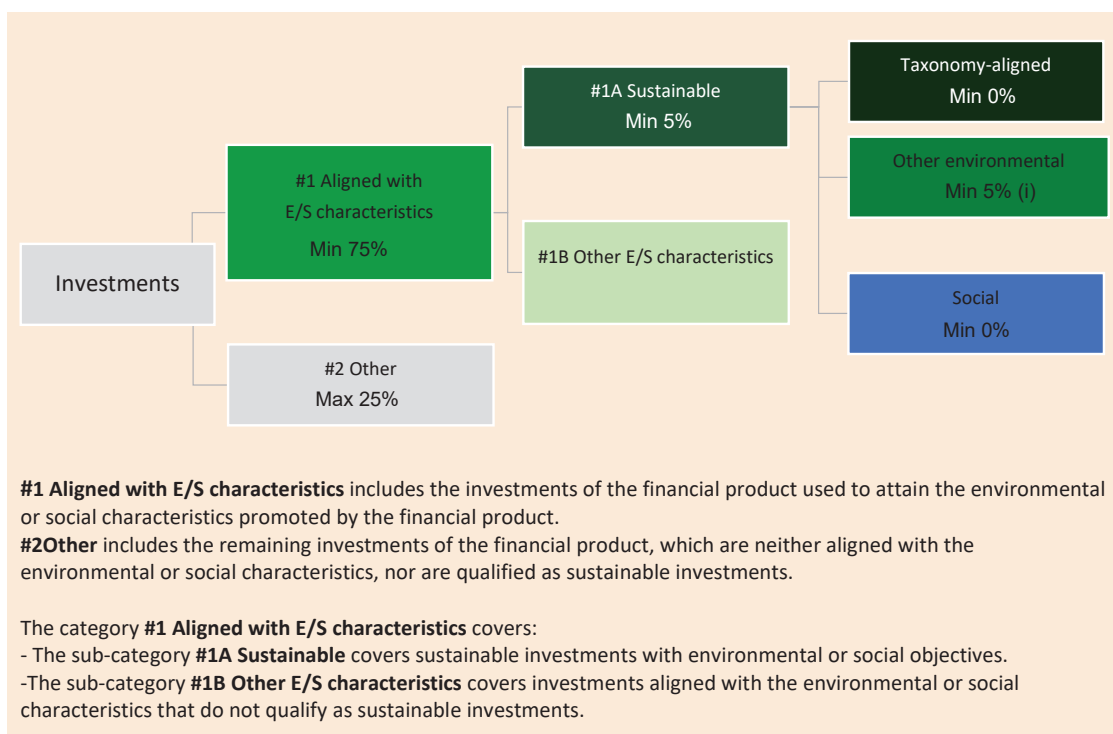 Investments
#1 Aligned with
E/S characteristics
Min 75%
#2 Other
Max 25%
#1A Sustainable
Min 5%
#1B Other E/S characteristics
Taxonomy-aligned
Min 0%
Other environmental
Min 5% (i)
Social
Min 0%
#1 Aligned with E/S characteristics includes the investments of the financial product used to attain the environmental
or social characteristics promoted by the financial product.
#2Other includes the remaining investments of the financial product, which are neither aligned with the
environmental or social characteristics, nor are qualified as sustainable investments.
The category #1 Aligned with E/S characteristics covers:
- The sub-category #1A Sustainable covers sustainable investments with environmental or social objectives.
-The sub-category #1B Other E/S characteristics covers investments aligned with the environmental or social
characteristics that do not qualify as sustainable investments.